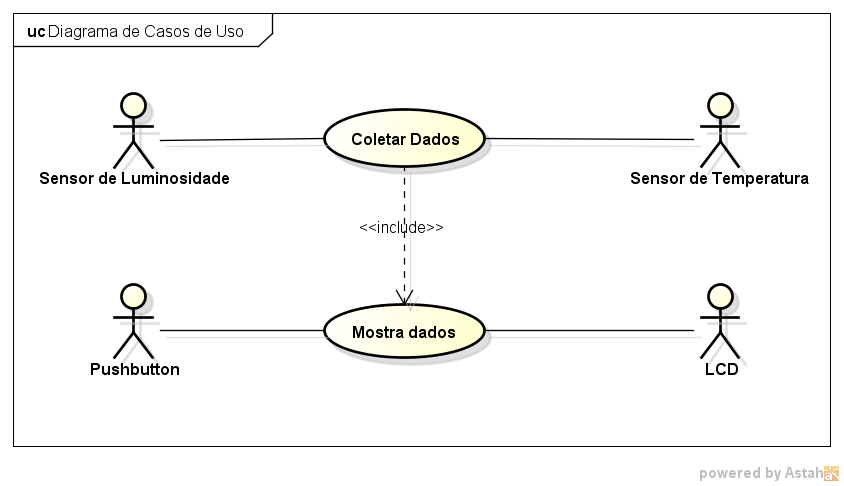 uc Diagrama de Casos de Uso
Coletar Dados
Sensor de Luminosidade
Sensor de Temperatura
<<include>>
Mostra dados
Pushbutton
LCD
powered by Astah